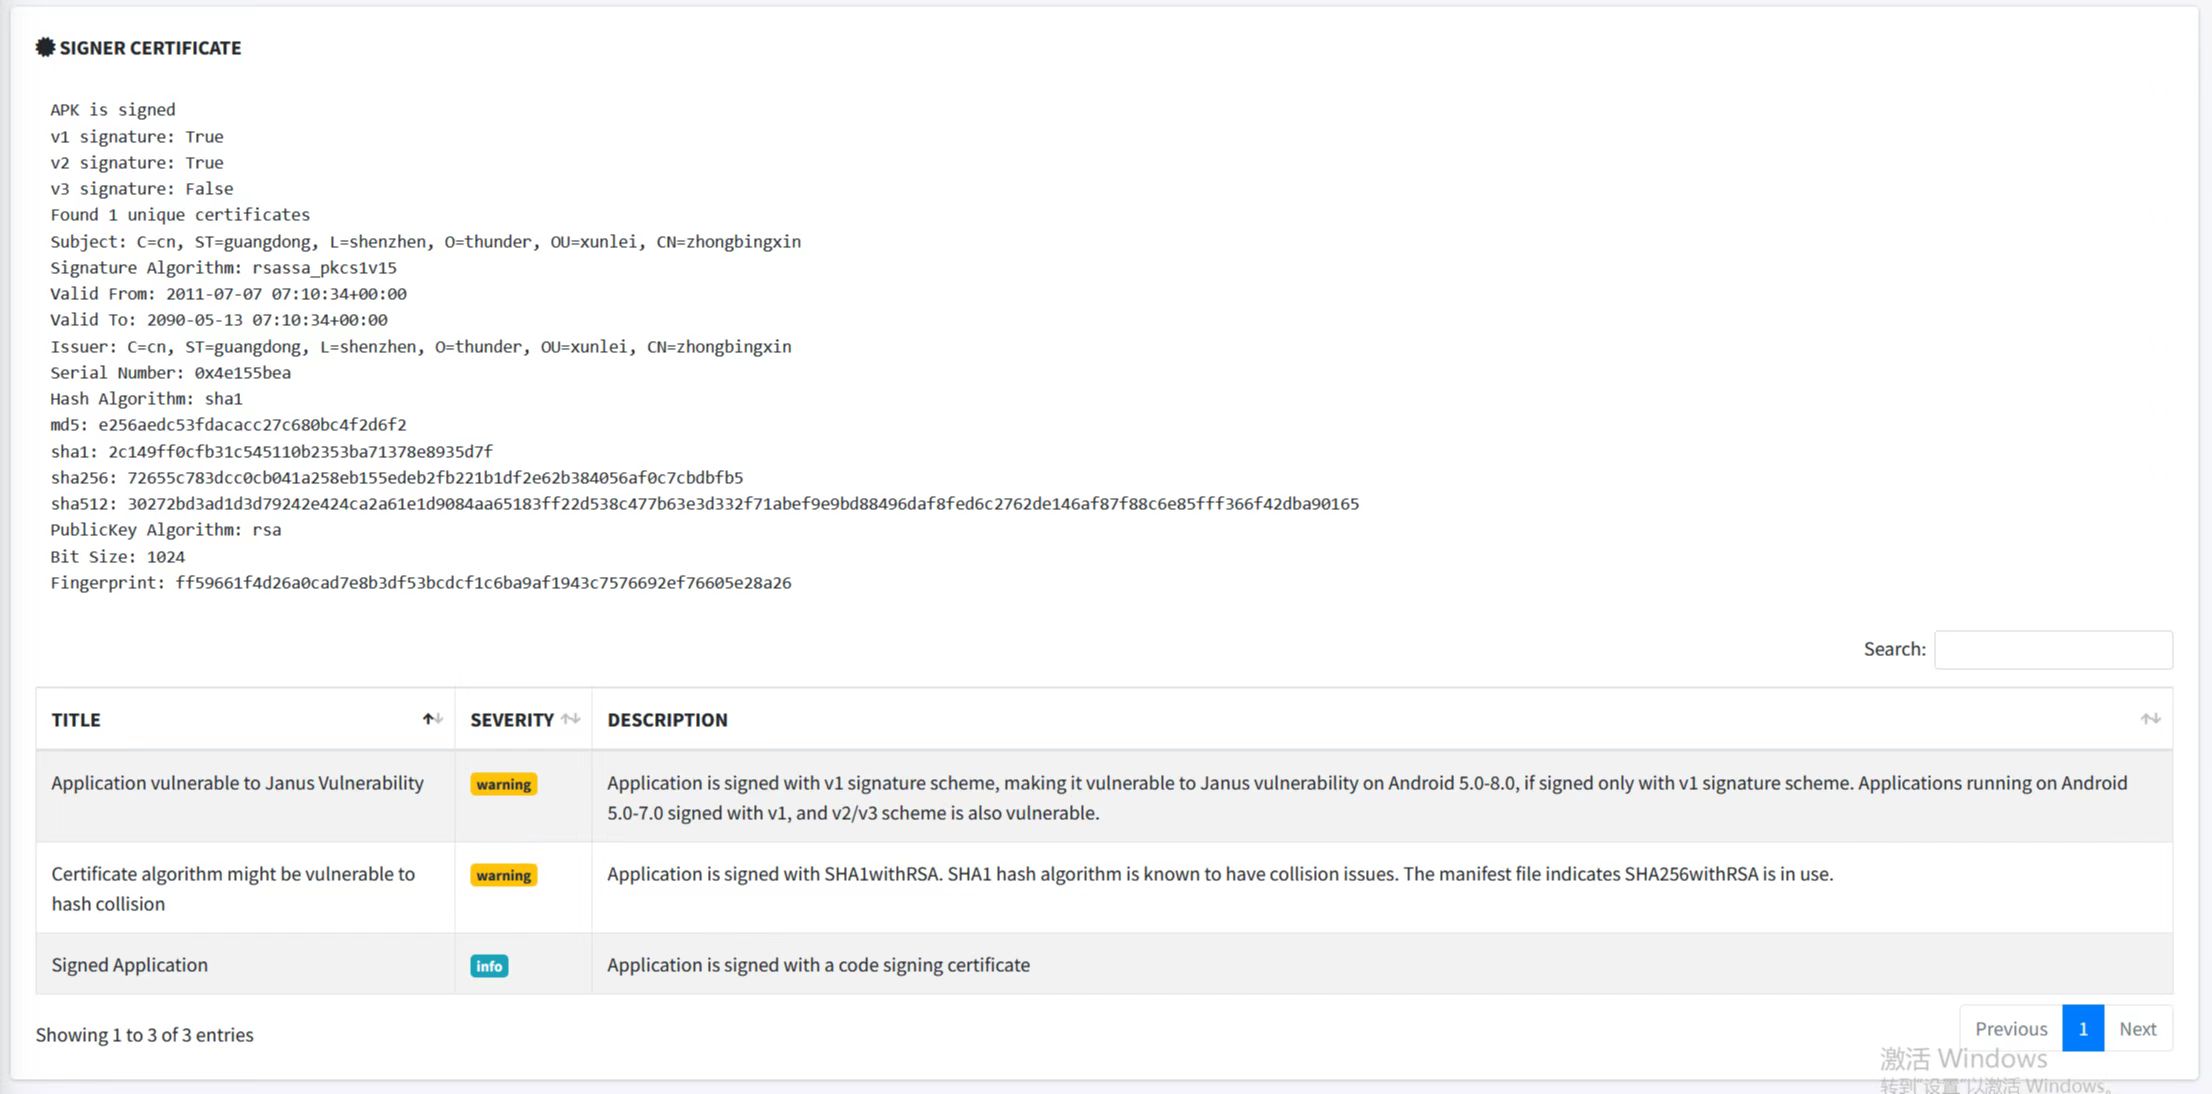 SIGNER CERTIFICATE
APK is signed
v1 signature: True
v2 signature: True
v3 signature: False
Found 1 unique certificates
Subject: C=cn, ST=guangdong, L=shenzhen, O=thunder, OU=xunlei, CN=zhongbingxin
Signature Algorithm: rsassa_pkcs1v15
Valid From: 2011-07-07 07:10:34+00:00
Valid To: 2090-05-13 07:10:34+00:00
Issuer: C=cn, ST=guangdong, L=shenzhen, O=thunder, OU=xunlei, CN=zhongbingxin
Serial Number: 0x4e155bea
Hash Algorithm: sha1
md5: e256aedc53fdacacc27c680bc4f2d6f2
sha1: 2c149ff0cfb31c545110b2353ba71378e8935d7f
sha256: 72655c783dcc0cb041a258eb155edeb2fb221b1df2e62b384056af0c7cbdbfb5
sha512: 30272bd3ad1d3d79242e424ca2a61e1d9084aa65183ff22d538c477b63e3d332f71abef9e9bd88496daf8fed6c2762de146af87f88c6e85fff366f42dba90165
PublicKey Algorithm: rsa
Bit Size: 1024
Fingerprint: ff59661f4d26a0cad7e8b3df53bcdcf1c6ba9af1943c7576692ef76605e28a26
Search:
TITLE SEVERITY DESCRIPTION
Application vulnerable to Janus Vulnerability warning Application is signed with v1 signature scheme, making it vulnerable to Janus vulnerability on Android 5.0-8.0, if signed only with v1 signature scheme. Applications running on Android
5.0-7.0 signed with v1, and v2/v3 scheme is also vulnerable.
Certificate algorithm might be vulnerable to warning Application is signed with SHA1withRSA. SHA1 hash algorithm is known to have collision issues. The manifest file indicates SHA256withRSA is in use.
hash collision
Signed Application info Application is signed with a code signing certificate
Showing 1 to 3 of 3 entries
Previous 1 Next
激活 Windows
转到"设置"以激活 Windows。